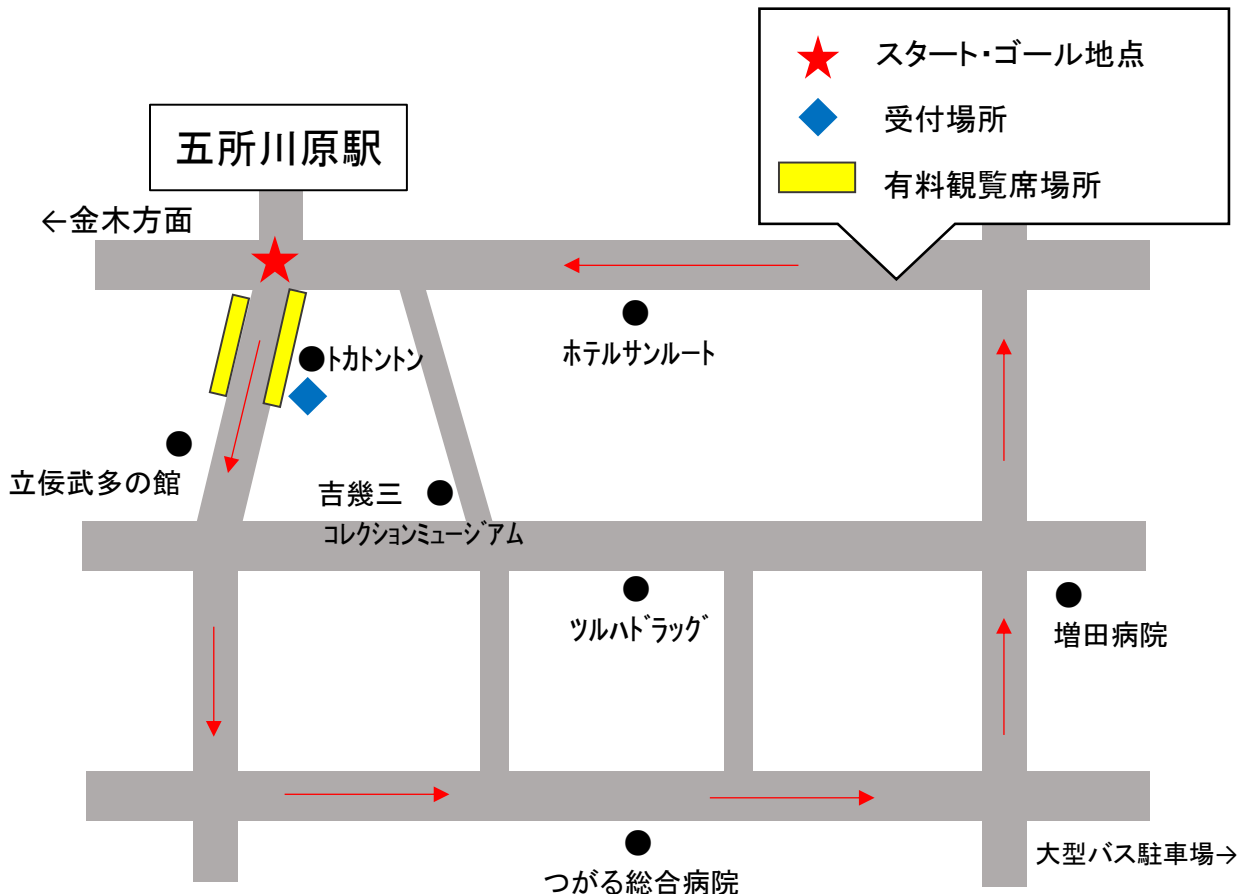 スタート・ゴール地点
受付場所
有料観覧席場所
五所川原駅
←金木方面
ホテルサンルート
トカトントン
立佞武多の館
吉幾三
コレクションミュージアム
ツルハドラッグ
増田病院
大型バス駐車場→
つがる総合病院